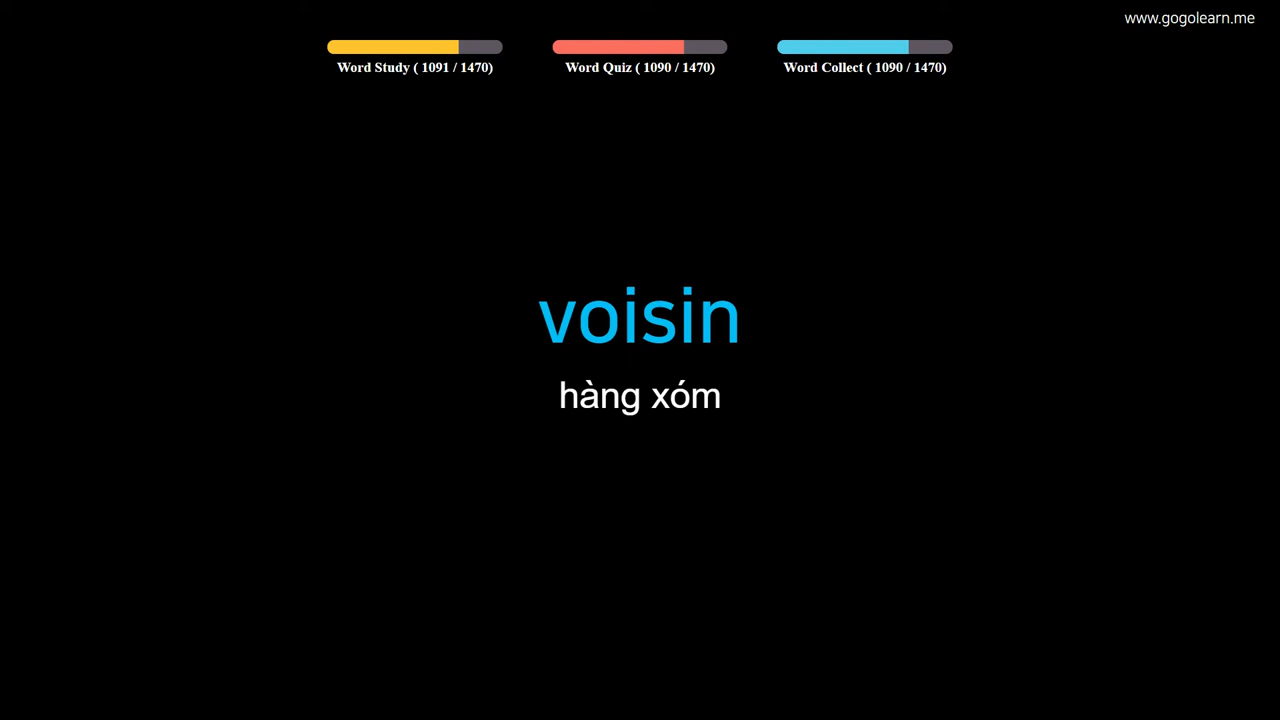 www.gogolearn.me
Word Study ( 1091 / 1470)
Word Quiz ( 1090 / 1470)
Word Collect ( 1090 / 1470)
voisin
hàng xóm